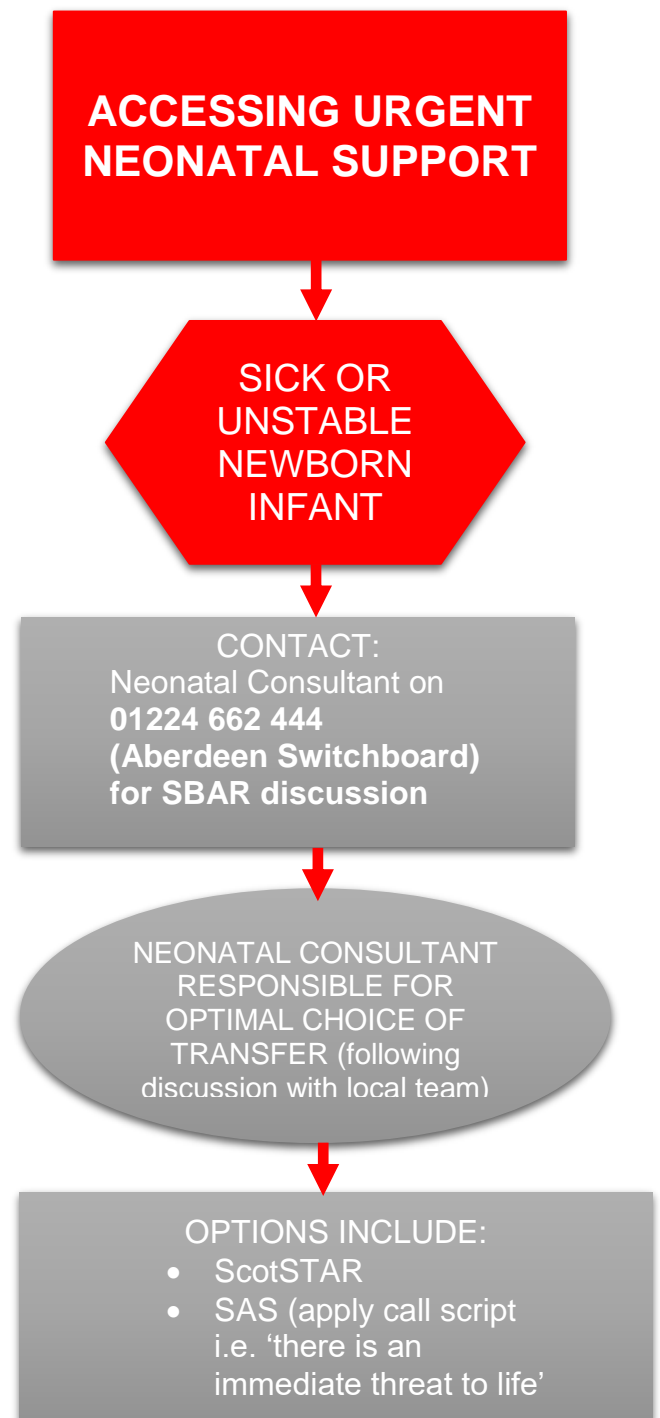 ACCESSING URGENT
NEONATAL SUPPORT
SICK OR
UNSTABLE
NEWBORN
INFANT
CONTACT:
Neonatal Consultant on
01224 662 444
(Aberdeen Switchboard)
for SBAR discussion
NEONATAL CONSULTANT
RESPONSIBLE FOR
OPTIMAL CHOICE OF
TRANSFER (following
discussion with local team)
OPTIONS INCLUDE:
• ScotSTAR
• SAS (apply call script
i.e. ‘there is an
immediate threat to life’